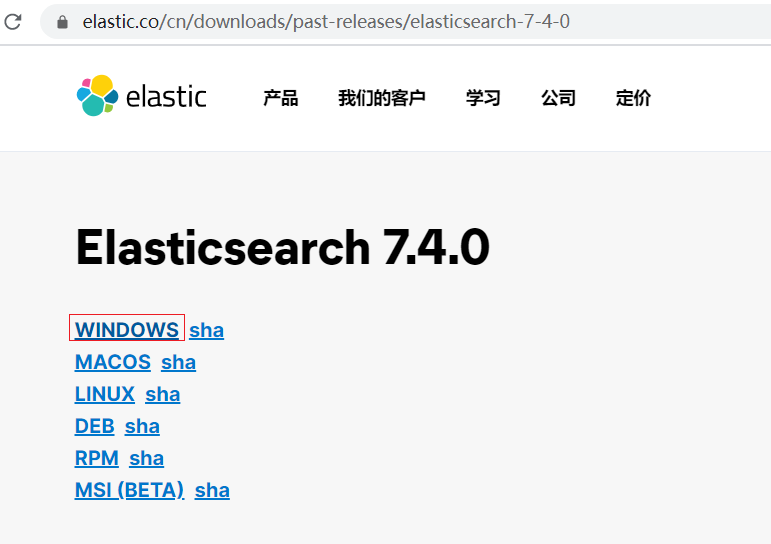 elastic.co/cn/downloads/past-releases/elasticsearch-7-4-0
elastic 产品 我们的客户 学习 公司 定价
Elasticsearch 7.4.0
WINDOWS sha
MACOS sha
LINUX sha
DEB sha
RPM sha
MSI (BETA) sha